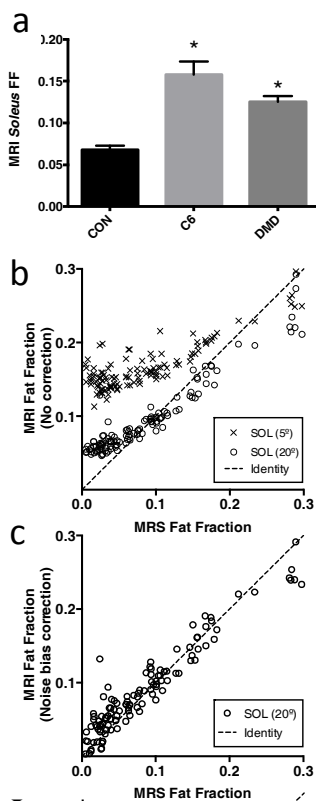 a
MRI Soleus FF
0.20
0.15
0.10
0.05
0.00
*
*
CON
C6
DMD
b
MRI Fat Fraction
(No correction)
0.3
0.2
0.1
0.0
0.1
0.2
0.3
× SOL (5º)
○ SOL (20º)
Identity
MRS Fat Fraction
c
MRI Fat Fraction
(Noise bias correction)
0.3
0.2
0.1
0.0
0.1
0.2
0.3
○ SOL (20º)
Identity
MRS Fat Fraction